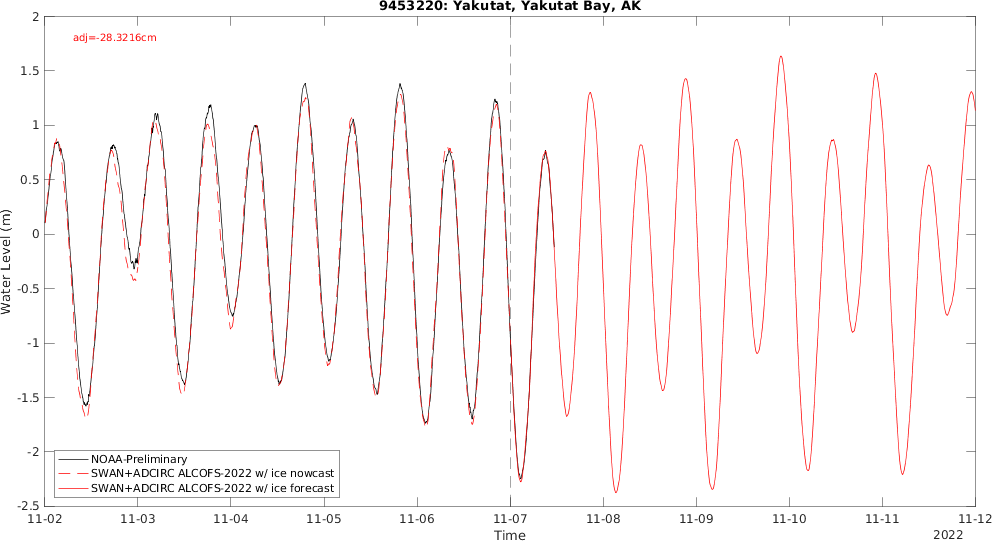 9453220: Yakutat, Yakutat Bay, AK
adj=-28.3216cm
Water Level (m)
2
1.5
1
0.5
0
-0.5
-1
-1.5
-2
-2.5
NOAA-Preliminary
SWAN+ADCIRC ALCOFS-2022 w/ ice nowcast
SWAN+ADCIRC ALCOFS-2022 w/ ice forecast
11-02 11-03 11-04 11-05 11-06 11-07 11-08 11-09 11-10 11-11 11-12
Time
2022